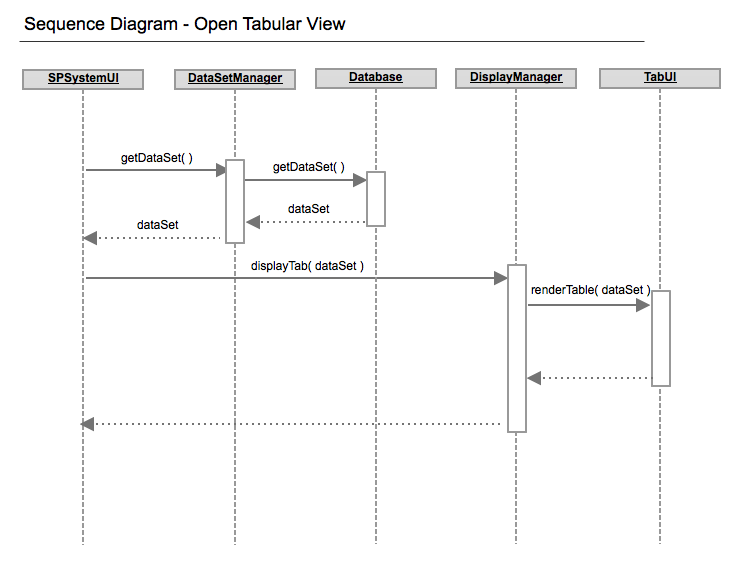 Sequence Diagram - Open Tabular View
SPSystemUI
DataSetManager
Database
DisplayManager
TabUI
getDataSet( )
getDataSet( )
dataSet
dataSet
displayTab( dataSet )
renderTable( dataSet )